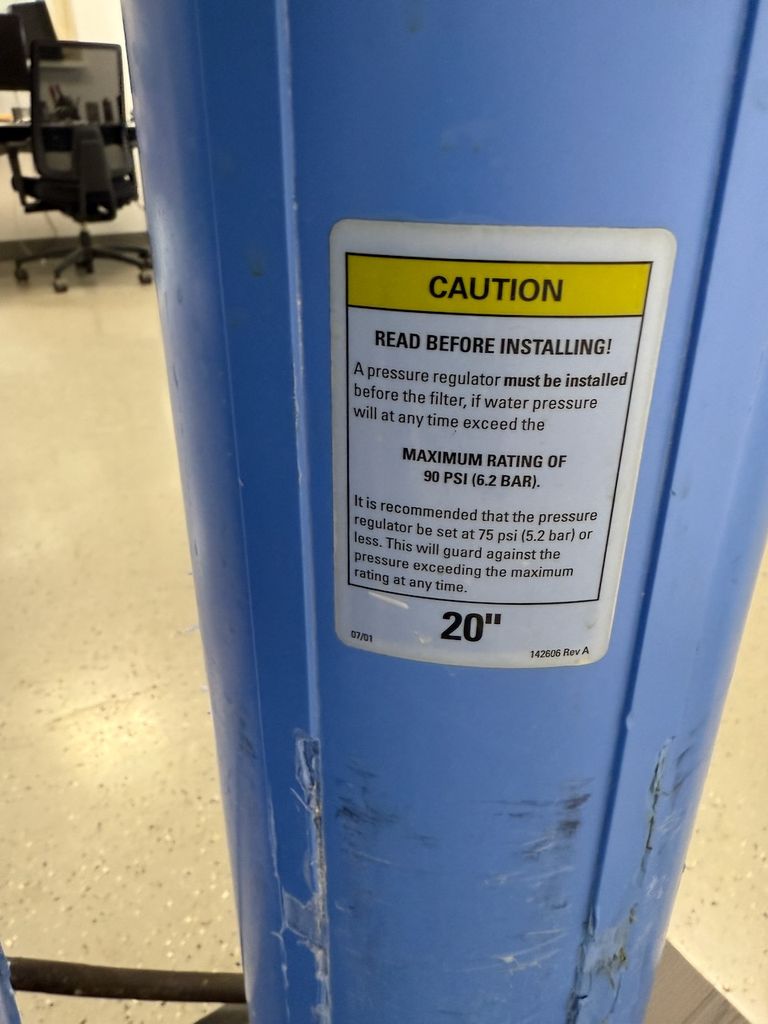 CAUTION
READ BEFORE INSTALLING!
A pressure regulator must be installed
before the filter, if water pressure
will at any time exceed the
MAXIMUM RATING OF
90 PSI (6.2 BAR).
It is recommended that the pressure
regulator be set at 75 psi (5.2 bar) or
less. This will guard against the
pressure exceeding the maximum
rating at any time.
20"
07/01
142606 Rev A